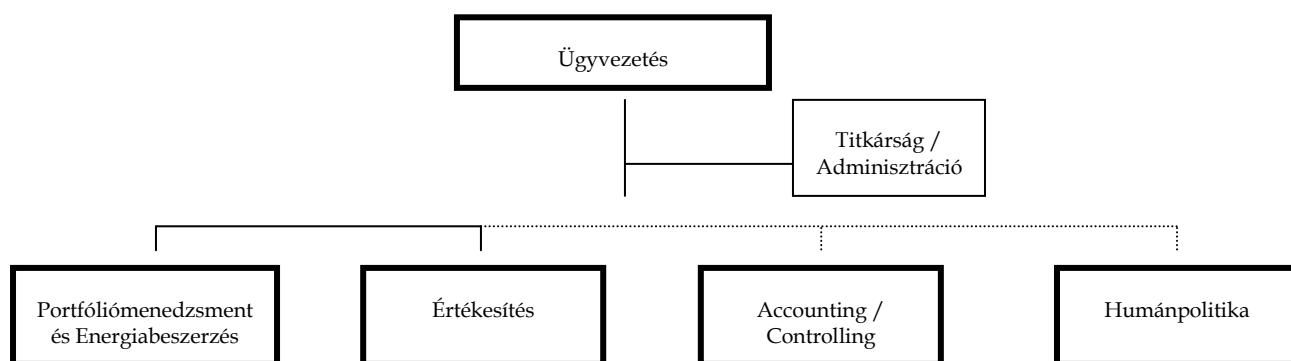 Ügyvezetés
Titkárság /
Adminisztráció
Portfóliómenedzsment
és Energiabeszerzés
Értékesítés
Accounting /
Controlling
Humánpolitika